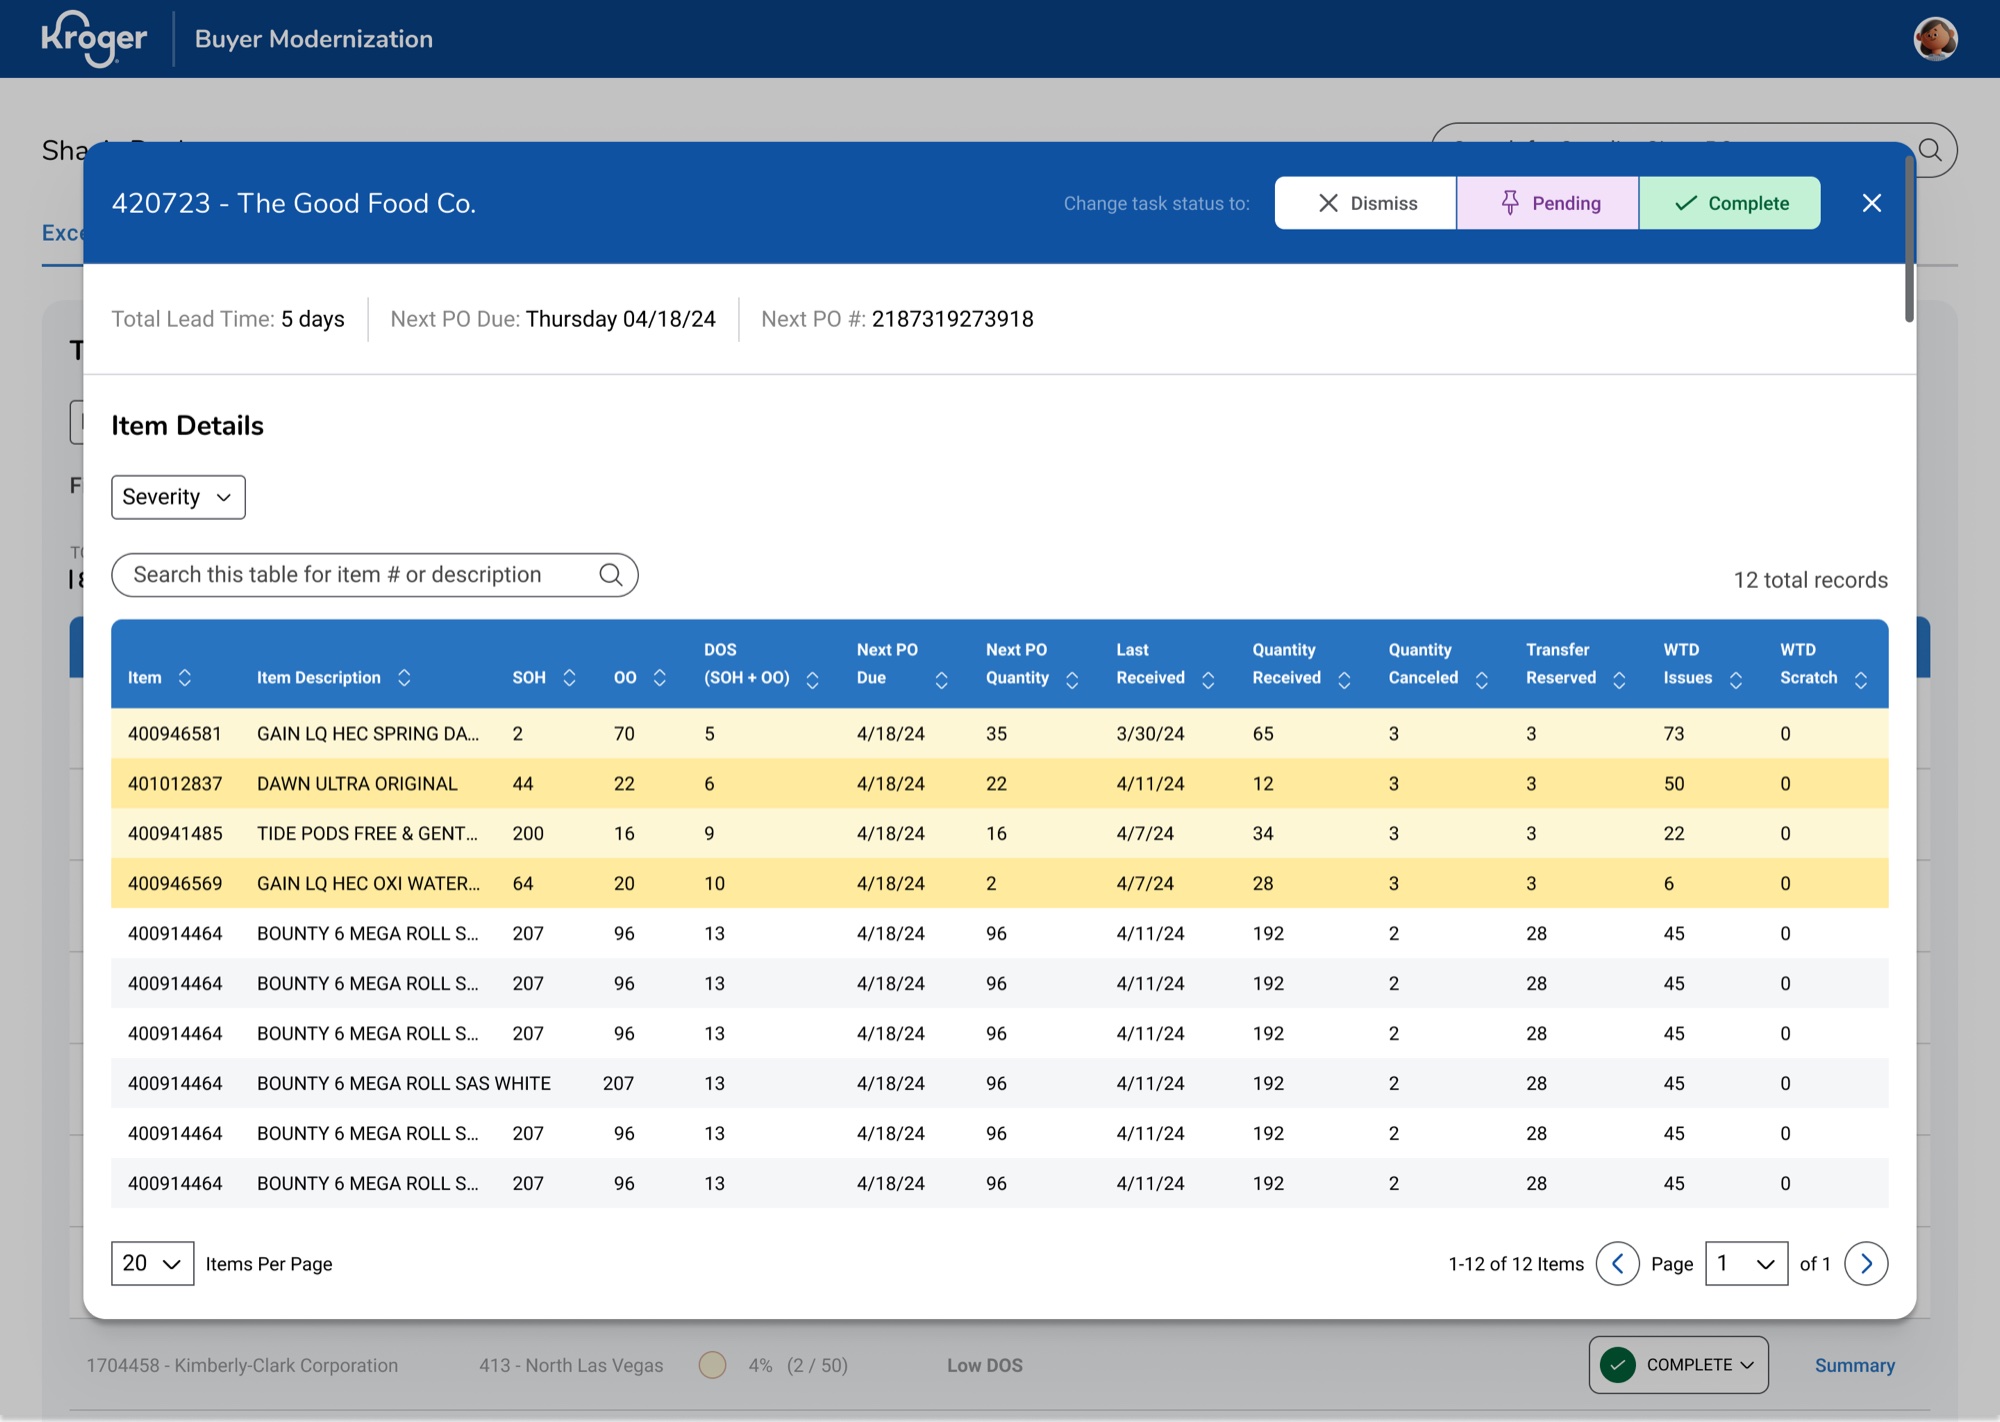 Kroger
Buyer Modernization
Sha
Exce
420723 - The Good Food Co.
Change task status to:
Dismiss
Pending
Complete
Total Lead Time: 5 days
Next PO Due: Thursday 04/18/24
Next PO #: 2187319273918
Item Details
Severity
Search this table for item # or description
12 total records
Item Item Description SOH OO DOS (SOH + OO) Next PO Due Next PO Quantity Last Received Quantity Received Quantity Canceled Transfer Reserved WTD Issues WTD Scratch
400946581 GAIN LQ HEC SPRING DA... 2 70 5 4/18/24 35 3/30/24 65 3 3 73 0
401012837 DAWN ULTRA ORIGINAL 44 22 6 4/18/24 22 4/11/24 12 3 3 50 0
400941485 TIDE PODS FREE & GENT... 200 16 9 4/18/24 16 4/7/24 34 3 3 22 0
400946569 GAIN LQ HEC OXI WATER... 64 20 10 4/18/24 2 4/7/24 28 3 3 6 0
400914464 BOUNTY 6 MEGA ROLL S... 207 96 13 4/18/24 96 4/11/24 192 2 28 45 0
400914464 BOUNTY 6 MEGA ROLL S... 207 96 13 4/18/24 96 4/11/24 192 2 28 45 0
400914464 BOUNTY 6 MEGA ROLL S... 207 96 13 4/18/24 96 4/11/24 192 2 28 45 0
400914464 BOUNTY 6 MEGA ROLL SAS WHITE 207 13 4/18/24 96 4/11/24 192 2 28 45 0
400914464 BOUNTY 6 MEGA ROLL S... 207 96 13 4/18/24 96 4/11/24 192 2 28 45 0
400914464 BOUNTY 6 MEGA ROLL S... 207 96 13 4/18/24 96 4/11/24 192 2 28 45 0
20 Items Per Page
1-12 of 12 Items Page 1 of 1
1704458 - Kimberly-Clark Corporation 413 - North Las Vegas 4% (2 / 50) Low DOS COMPLETE Summary